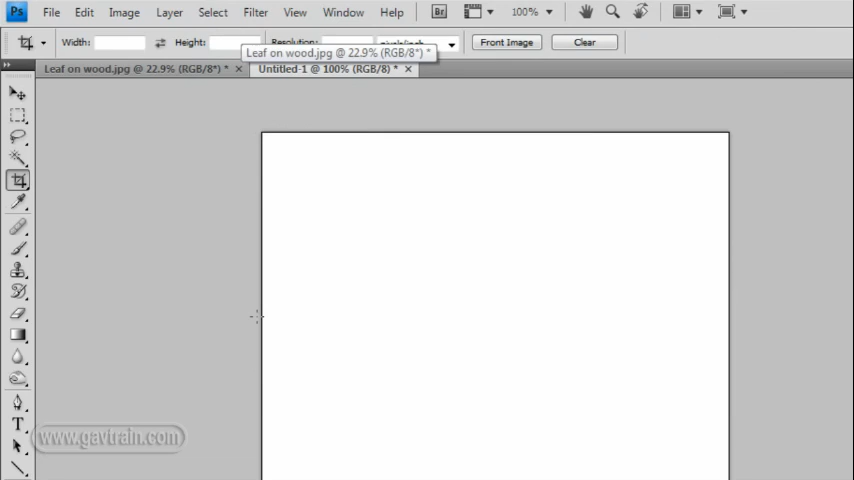 Ps File Edit Image Layer Select Filter View Window Help Br 100%
Width: Height: Resolution: pixels/inch Front Image Clear
Leaf on wood.jpg @ 22.9% (RGB/8*) *
Leaf on wood.jpg @ 22.9% (RGB/8*) * Untitled-1 @ 100% (RGB/8) *
T
www.gavtrain.com